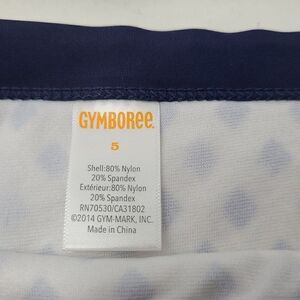 GYMBOREE.
5
Shell:80% Nylon
20% Spandex
Extérieur:80% Nylon
20% Spandex
RN70530/CA31802
©2014 GYM-MARK, INC.
Made in China